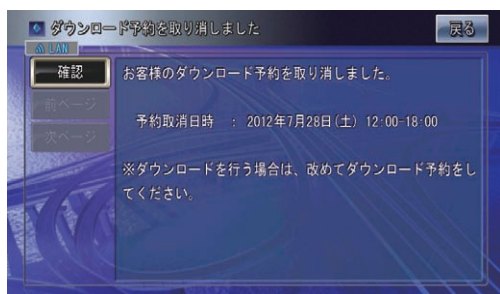 ダウンロード予約を取り消しました
戻る
LAN
確認
前ページ
次ページ
お客様のダウンロード予約を取り消しました。
予約取消日時 : 2012年7月28日(土) 12:00-18:00
※ダウンロードを行う場合は、改めてダウンロード予約をし
てください。